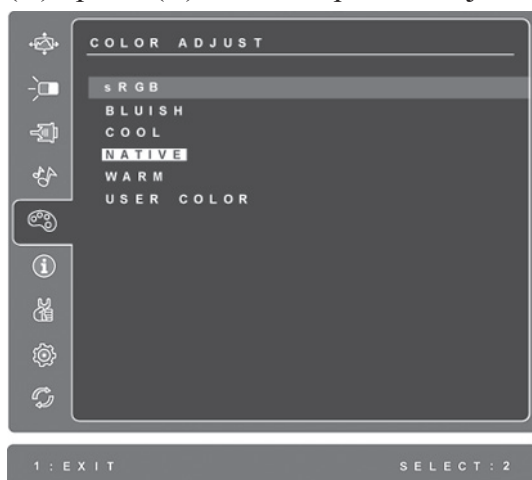 COLOR ADJUST
sRGB
BLUISH
COOL
NATIVE
WARM
USER COLOR
1:EXIT SELECT:2